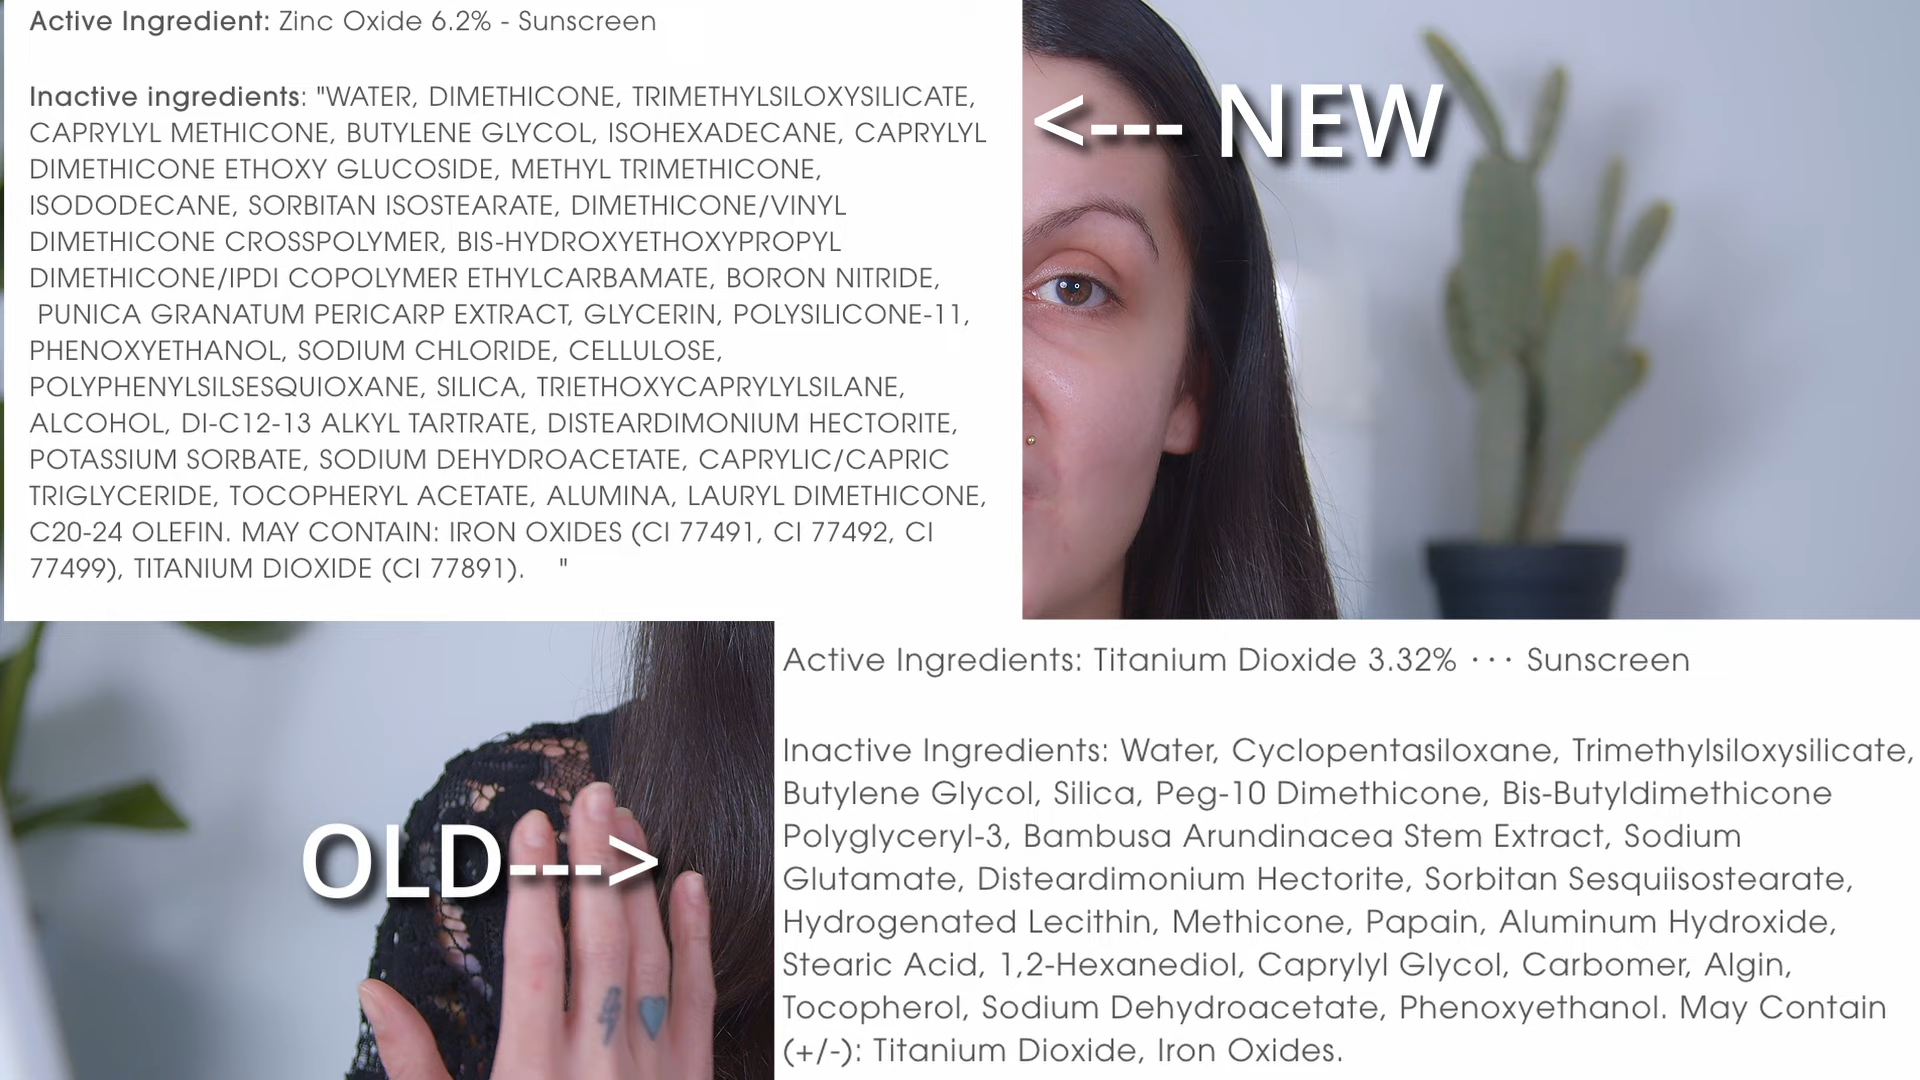 Active Ingredient: Zinc Oxide 6.2% - Sunscreen
Inactive ingredients: "WATER, DIMETHICONE, TRIMETHYLSILOXYSILICATE,
CAPRYLYL METHICONE, BUTYLENE GLYCOL, ISOHEXADECANE, CAPRYLYL
DIMETHICONE ETHOXY GLUCOSIDE, METHYL TRIMETHICONE,
ISODODECANE, SORBITAN ISOSTEARATE, DIMETHICONE/VINYL
DIMETHICONE CROSSPOLYMER, BIS-HYDROXYETHOXYPROPYL
DIMETHICONE/IPDI COPOLYMER ETHYLCARBAMATE, BORON NITRIDE,
PUNICA GRANATUM PERICARP EXTRACT, GLYCERIN, POLYSILICONE-11,
PHENOXYETHANOL, SODIUM CHLORIDE, CELLULOSE,
POLYPHENYLSILSESQUIOXANE, SILICA, TRIETHOXYCAPRYLYLSILANE,
ALCOHOL, DI-C12-13 ALKYL TARTRATE, DISTEARDIMONIUM HECTORITE,
POTASSIUM SORBATE, SODIUM DEHYDROACETATE, CAPRYLIC/CAPRIC
TRIGLYCERIDE, TOCOPHERYL ACETATE, ALUMINA, LAURYL DIMETHICONE,
C20-24 OLEFIN. MAY CONTAIN: IRON OXIDES (CI 77491, CI 77492, CI
77499), TITANIUM DIOXIDE (CI 77891). "
<--- NEW
OLD--->
Active Ingredients: Titanium Dioxide 3.32% ··· Sunscreen
Inactive Ingredients: Water, Cyclopentasiloxane, Trimethylsiloxysilicate,
Butylene Glycol, Silica, Peg-10 Dimethicone, Bis-Butyldimethicone
Polyglyceryl-3, Bambusa Arundinacea Stem Extract, Sodium
Glutamate, Disteardimonium Hectorite, Sorbitan Sesquiisostearate,
Hydrogenated Lecithin, Methicone, Papain, Aluminum Hydroxide,
Stearic Acid, 1,2-Hexanediol, Caprylyl Glycol, Carbomer, Algin,
Tocopherol, Sodium Dehydroacetate, Phenoxyethanol. May Contain
(+/-): Titanium Dioxide, Iron Oxides.